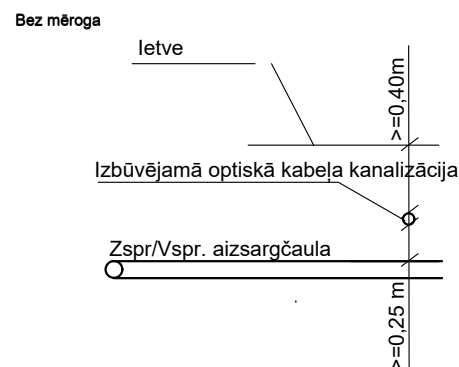 Bez mēroga
Ietve
>=0,40m
Izbūvējamā optiskā kabeļa kanalizācija
Zspr/Vspr. aizsargčaula
>=0,25 m